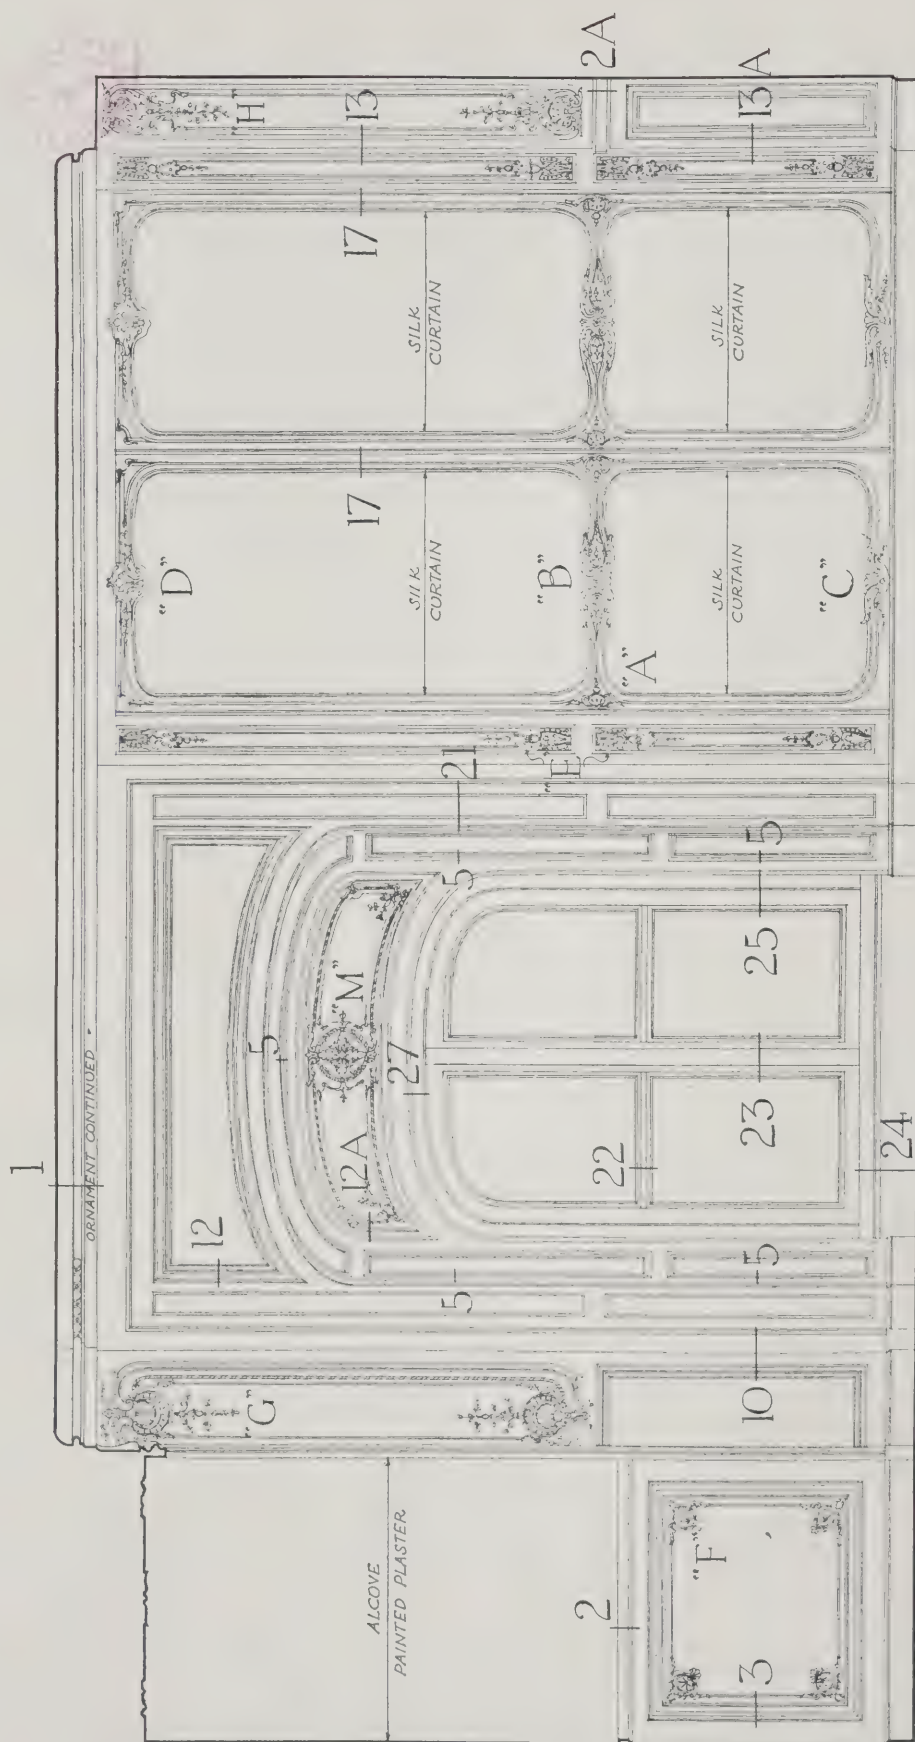 1
ORNAMENT CONTINUED
12
5
12A
"M"
27
22
23
25
24
5
5
5
5
21
10
"G"
ALCOVE
PAINTED PLASTER
2
3
"F"
"E"
"D"
"B"
"A"
"C"
17
17
SILK
CURTAIN
SILK
CURTAIN
SILK
CURTAIN
SILK
CURTAIN
"H"
13
2A
13A